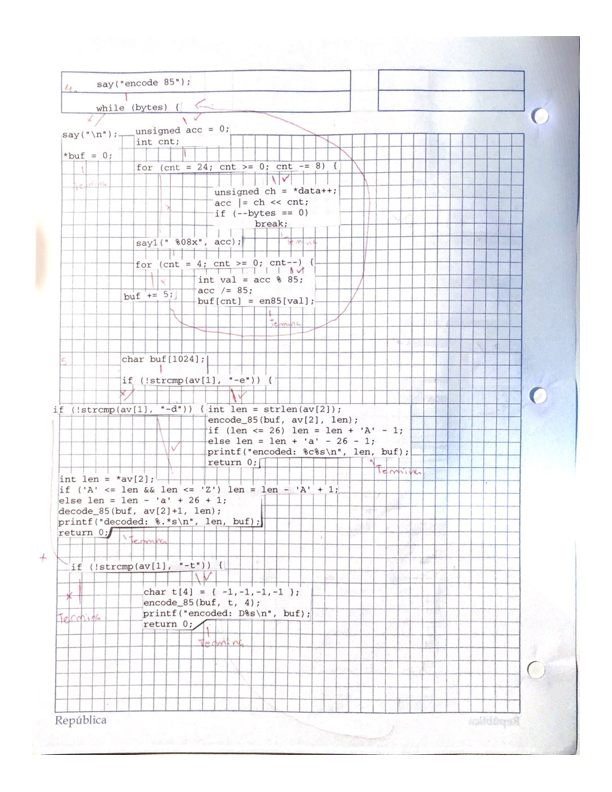 4.
say("encode 85");
while (bytes) {
say("\n");
*buf = 0;
Termina
unsigned acc = 0;
int cnt;
for (cnt = 24; cnt >= 0; cnt -= 8) {
unsigned ch = *data++;
acc |= ch << cnt;
if (--bytes == 0)
break;
Termina
say1(" %08x", acc);
for (cnt = 4; cnt >= 0; cnt--) {
int val = acc % 85;
acc /= 85;
buf[cnt] = en85[val];
Termina
buf += 5;
5
char buf[1024];
if (!strcmp(av[1], "-e")) {
if (!strcmp(av[1], "-d")) {
int len = strlen(av[2]);
encode_85(buf, av[2], len);
if (len <= 26) len = len + 'A' - 1;
else len = len + 'a' - 26 - 1;
printf("encoded: %c%s\n", len, buf);
return 0;
Termina
int len = *av[2];
if ('A' <= len && len <= 'Z') len = len - 'A' + 1;
else len = len - 'a' + 26 + 1;
decode_85(buf, av[2]+1, len);
printf("decoded: %.*s\n", len, buf);
return 0;
Termina
if (!strcmp(av[1], "-t")) {
char t[4] = { -1,-1,-1,-1 };
encode_85(buf, t, 4);
printf("encoded: D%s\n", buf);
return 0;
Termina
Termina
República